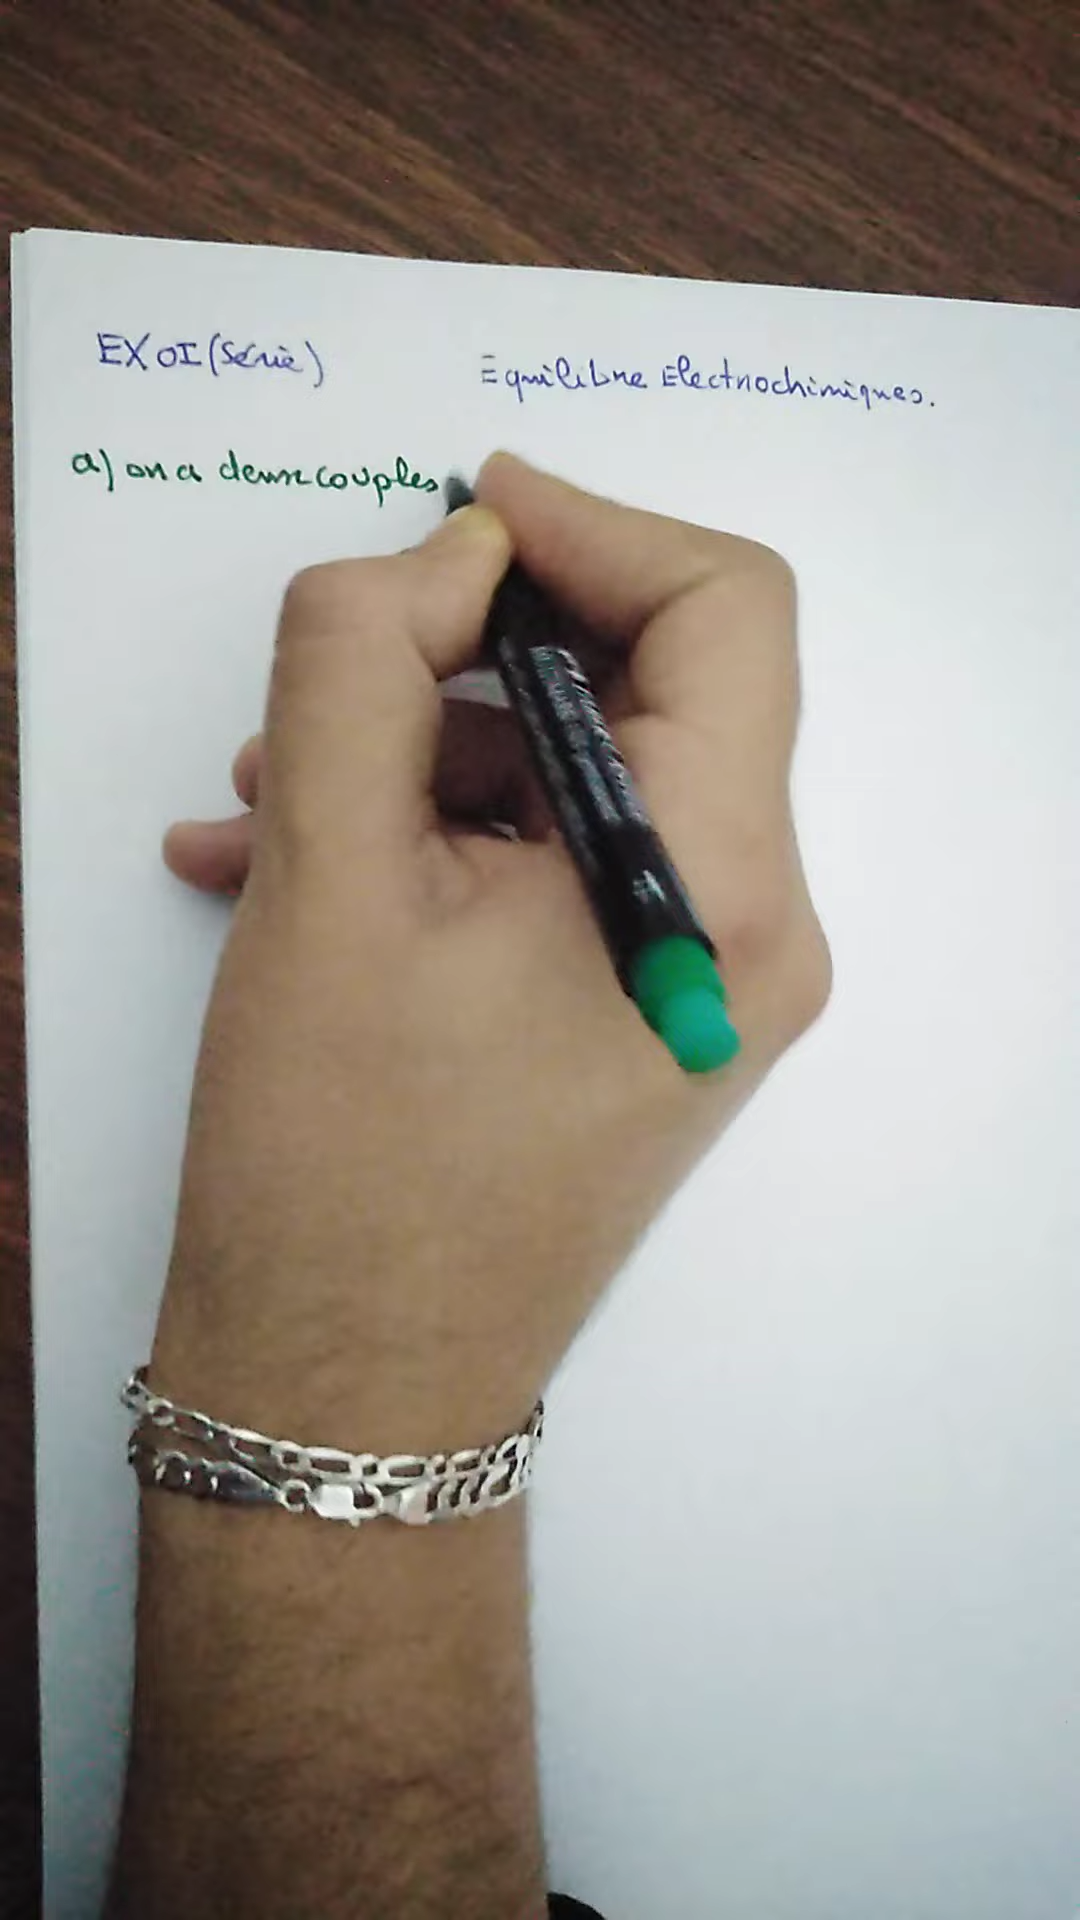 EX 01 (Série) Equilibre Electrochimiques.
a) on a deux couples